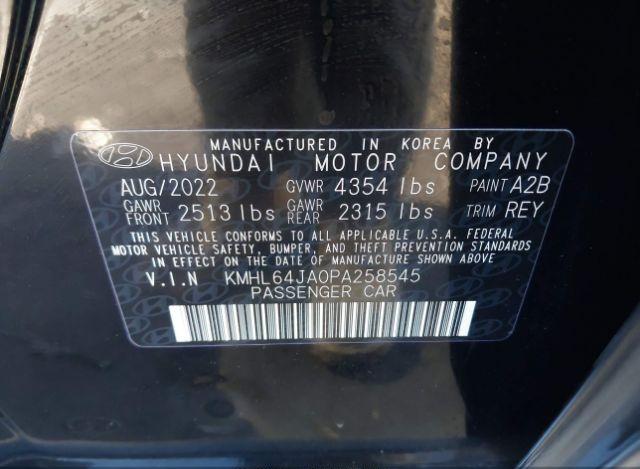 MANUFACTURED IN KOREA BY
HYUNDAI MOTOR COMPANY
AUG/2022 GVWR 4354 lbs PAINT A2B
GAWR FRONT 2513 lbs GAWR REAR 2315 lbs TRIM REY
THIS VEHICLE CONFORMS TO ALL APPLICABLE U.S.A. FEDERAL
MOTOR VEHICLE SAFETY, BUMPER, AND THEFT PREVENTION STANDARDS
IN EFFECT ON THE DATE OF MANUFACTURE SHOWN ABOVE
V.I.N KMHL64JA0PA258545
PASSENGER CAR